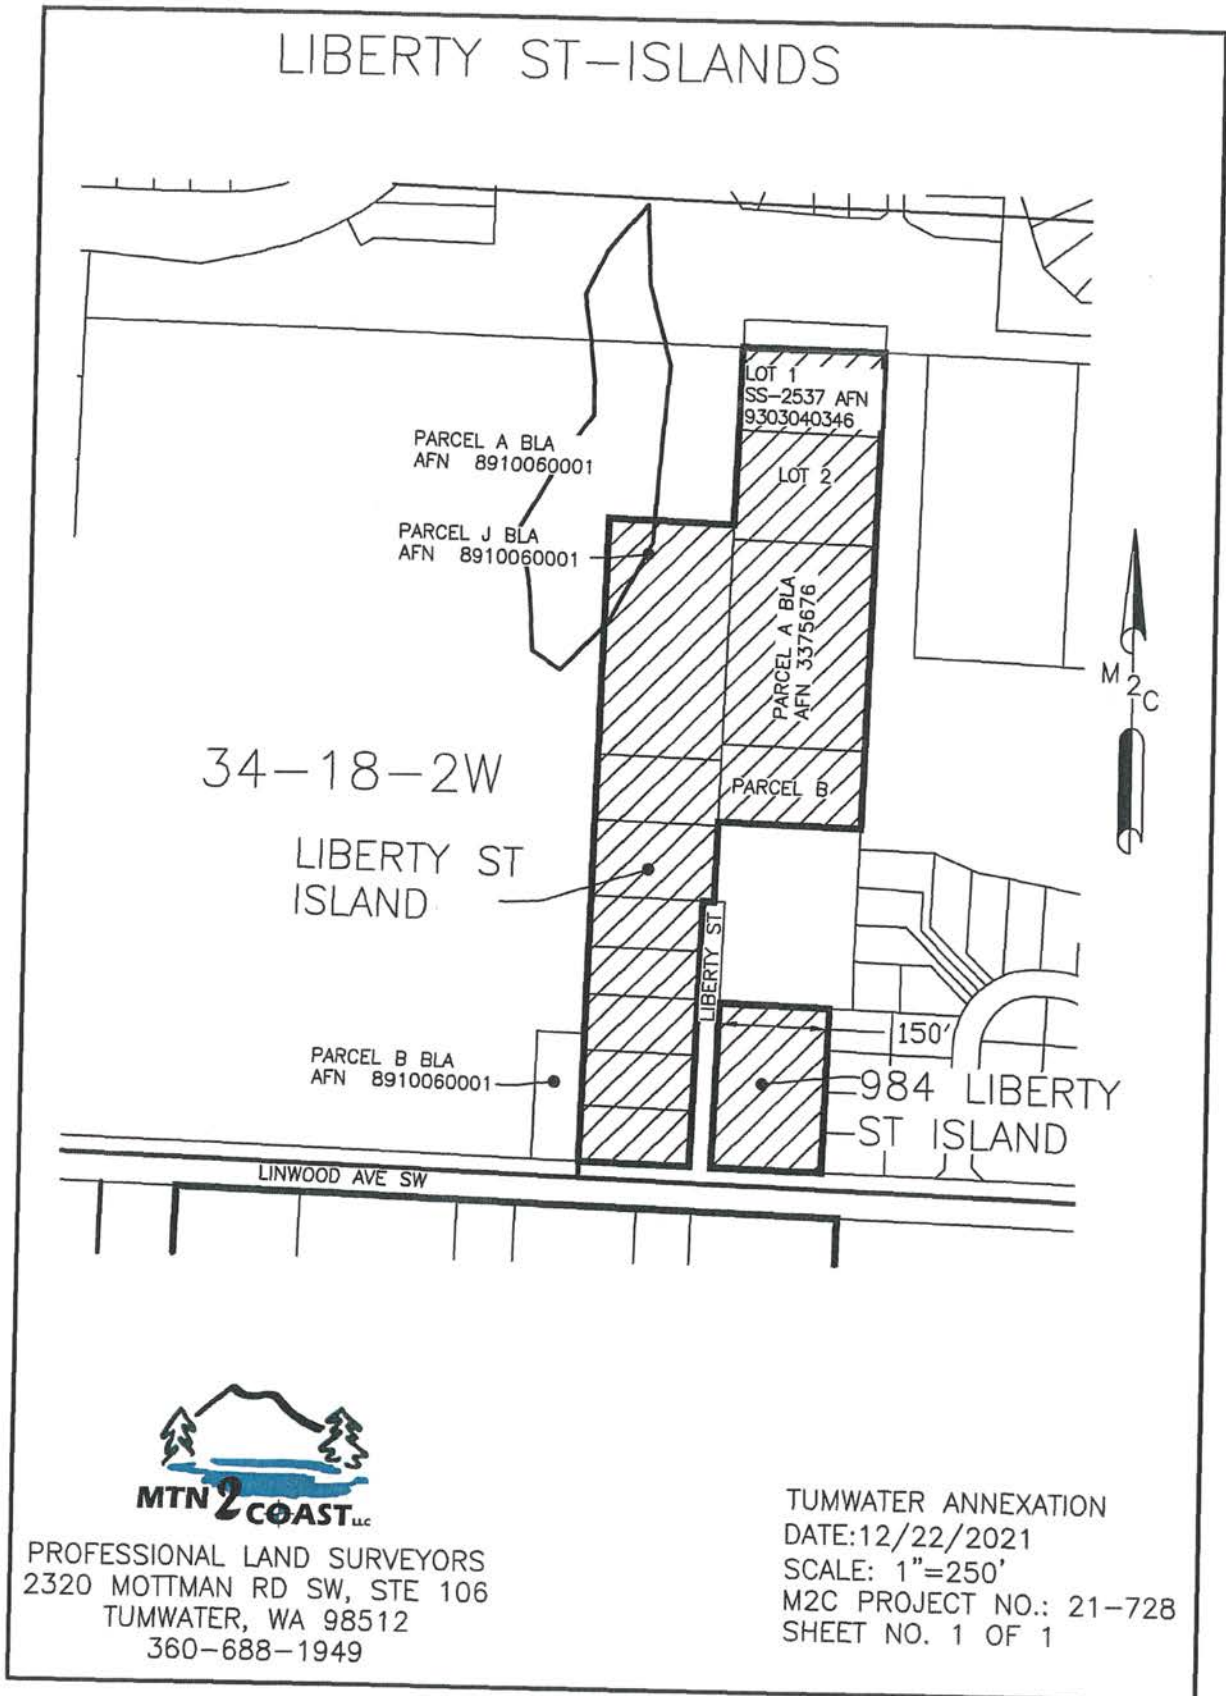 LIBERTY ST-ISLANDS
LOT 1
SS-2537 AFN
9303040346
PARCEL A BLA
AFN 8910060001
LOT 2
PARCEL J BLA
AFN 8910060001
PARCEL A BLA
AFN 3375676
M2C
34-18-2W
PARCEL B
LIBERTY ST
ISLAND
LIBERTY ST
150'
PARCEL B BLA
AFN 8910060001
984 LIBERTY
ST ISLAND
LINWOOD AVE SW
MTN 2 COAST LLC
PROFESSIONAL LAND SURVEYORS
2320 MOTTMAN RD SW, STE 106
TUMWATER, WA 98512
360-688-1949
TUMWATER ANNEXATION
DATE:12/22/2021
SCALE: 1"=250'
M2C PROJECT NO.: 21-728
SHEET NO. 1 OF 1